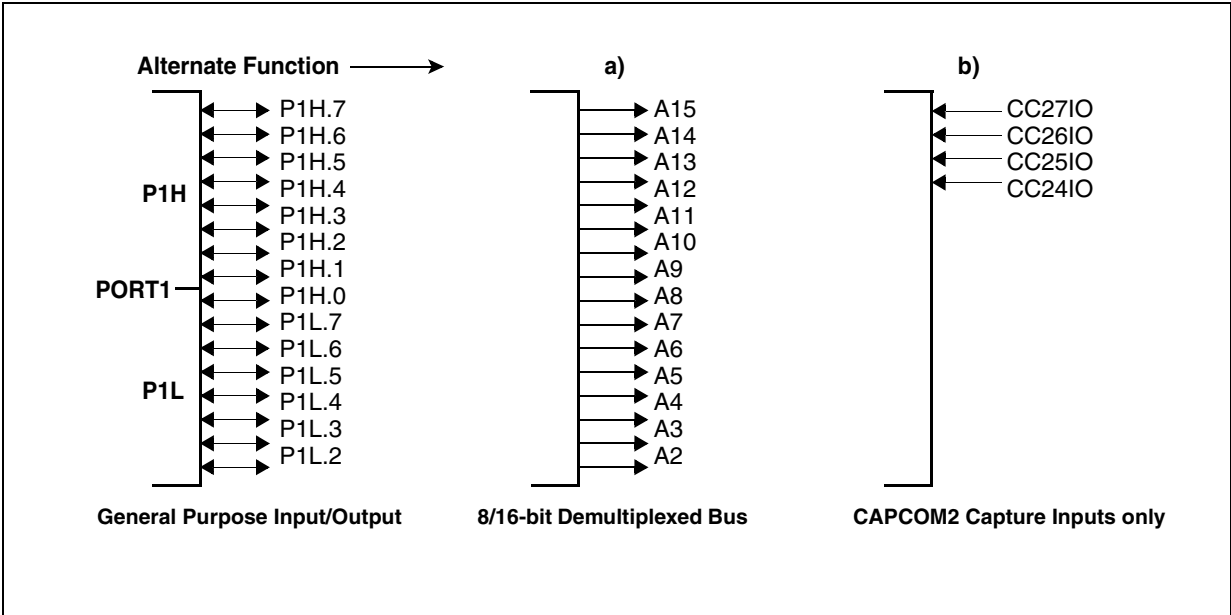 Alternate Function
a)
b)
P1H
PORT1
P1L
P1H.7
P1H.6
P1H.5
P1H.4
P1H.3
P1H.2
P1H.1
P1H.0
P1L.7
P1L.6
P1L.5
P1L.4
P1L.3
P1L.2
A15
A14
A13
A12
A11
A10
A9
A8
A7
A6
A5
A4
A3
A2
CC27IO
CC26IO
CC25IO
CC24IO
General Purpose Input/Output
8/16-bit Demultiplexed Bus
CAPCOM2 Capture Inputs only